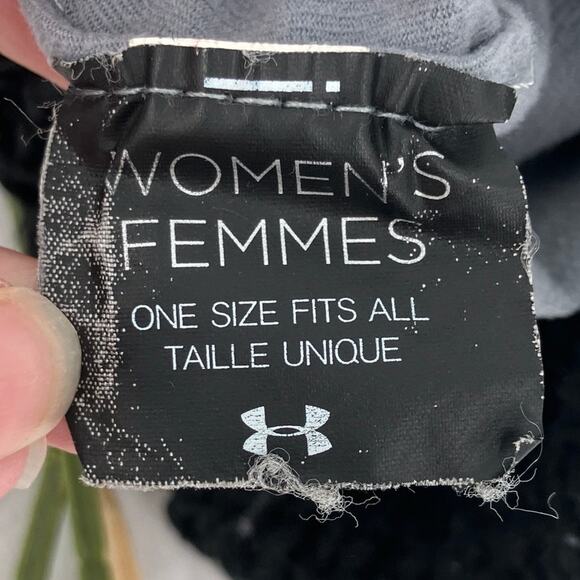 WOMEN'S
FEMMES
ONE SIZE FITS ALL
TAILLE UNIQUE